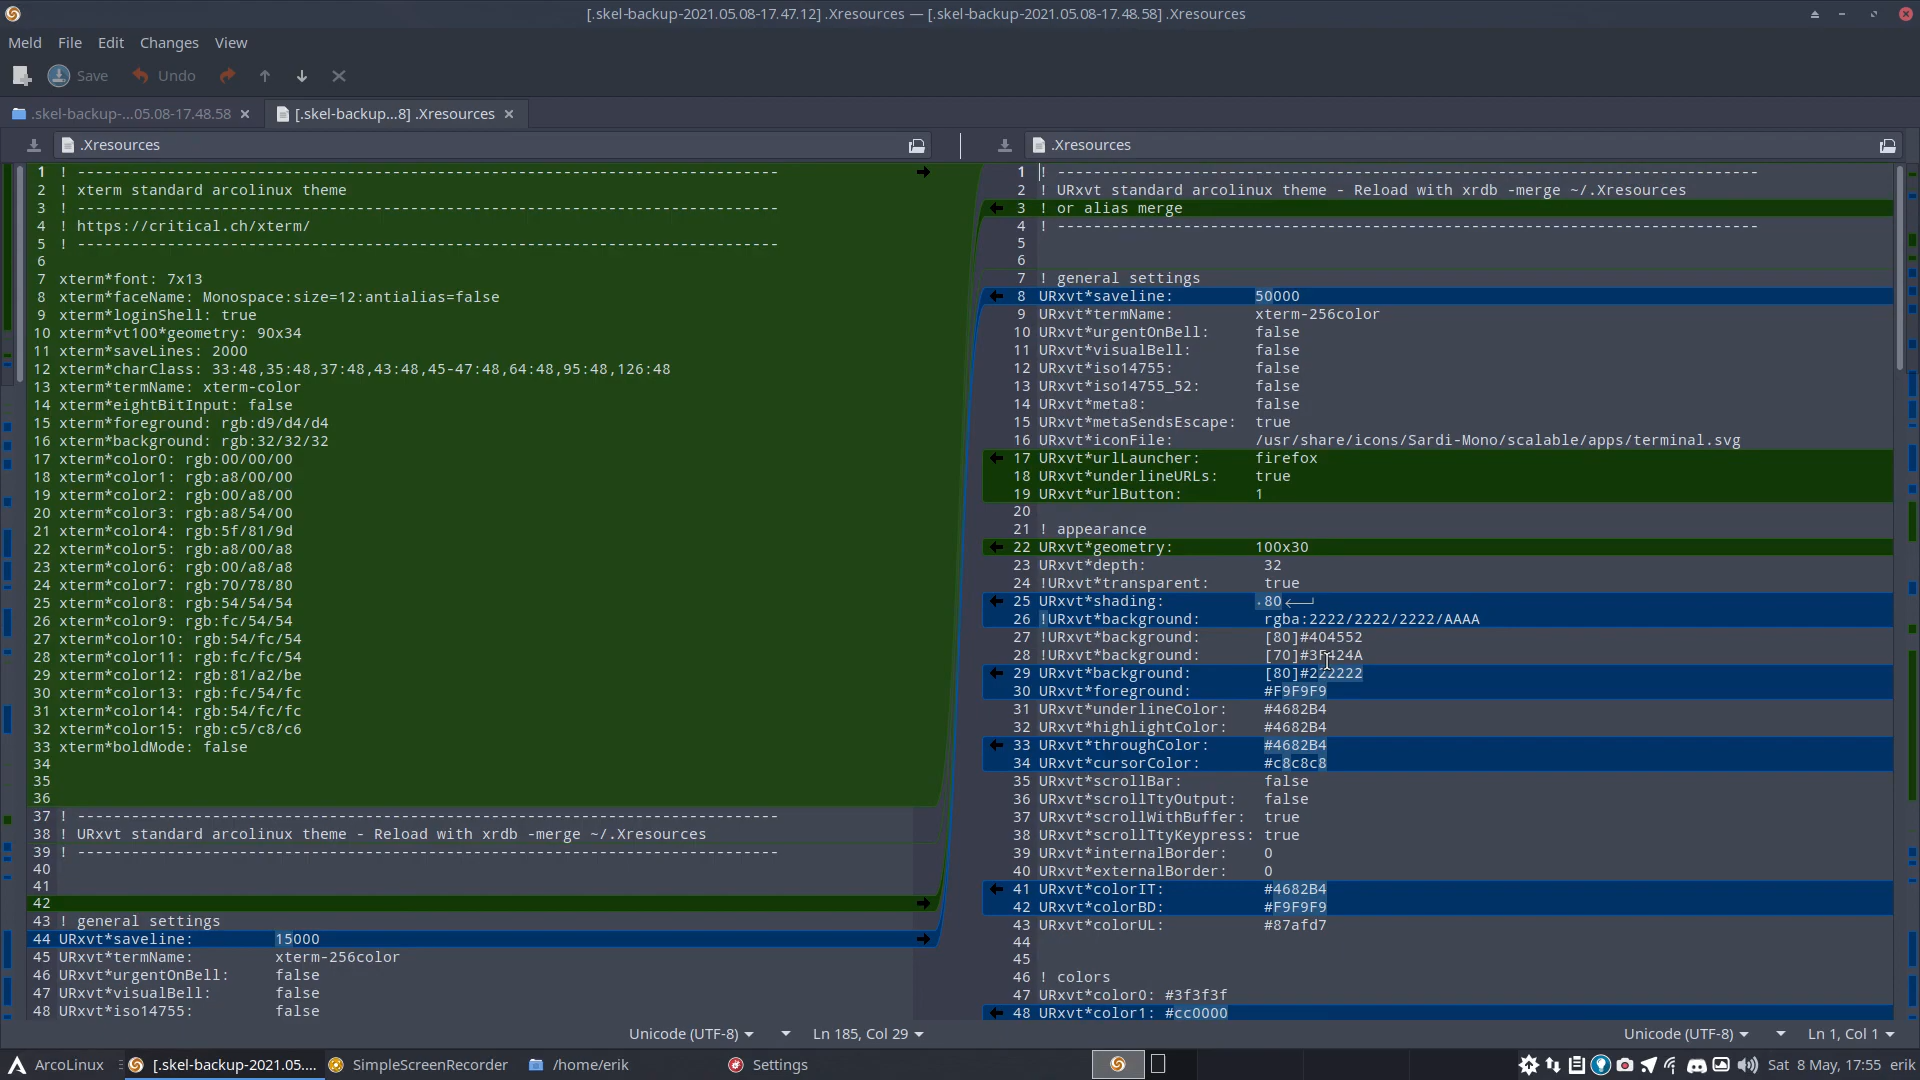 [.skel-backup-2021.05.08-17.47.12] .Xresources — [.skel-backup-2021.05.08-17.48.58] .Xresources
Meld File Edit Changes View
Save Undo
.skel-backup-...05.08-17.48.58 [.skel-backup...8] .Xresources
.Xresources
1 ! ------------------------------------------------------------------------------
2 ! xterm standard arcolinux theme
3 ! ------------------------------------------------------------------------------
4 ! https://critical.ch/xterm/
5 ! ------------------------------------------------------------------------------
6
7 xterm*font: 7x13
8 xterm*faceName: Monospace:size=12:antialias=false
9 xterm*loginShell: true
10 xterm*vt100*geometry: 90x34
11 xterm*saveLines: 2000
12 xterm*charClass: 33:48,35:48,37:48,43:48,45-47:48,64:48,95:48,126:48
13 xterm*termName: xterm-color
14 xterm*eightBitInput: false
15 xterm*foreground: rgb:d9/d4/d4
16 xterm*background: rgb:32/32/32
17 xterm*color0: rgb:00/00/00
18 xterm*color1: rgb:a8/00/00
19 xterm*color2: rgb:00/a8/00
20 xterm*color3: rgb:a8/54/00
21 xterm*color4: rgb:5f/81/9d
22 xterm*color5: rgb:a8/00/a8
23 xterm*color6: rgb:00/a8/a8
24 xterm*color7: rgb:70/78/80
25 xterm*color8: rgb:54/54/54
26 xterm*color9: rgb:fc/54/54
27 xterm*color10: rgb:54/fc/54
28 xterm*color11: rgb:fc/fc/54
29 xterm*color12: rgb:81/a2/be
30 xterm*color13: rgb:fc/54/fc
31 xterm*color14: rgb:54/fc/fc
32 xterm*color15: rgb:c5/c8/c6
33 xterm*boldMode: false
34
35
36
37 ! ------------------------------------------------------------------------------
38 ! URxvt standard arcolinux theme - Reload with xrdb -merge ~/.Xresources
39 ! ------------------------------------------------------------------------------
40
41
42
43 ! general settings
44 URxvt*saveline: 15000
45 URxvt*termName: xterm-256color
46 URxvt*urgentOnBell: false
47 URxvt*visualBell: false
48 URxvt*iso14755: false
.Xresources
1 ! ------------------------------------------------------------------------------
2 ! URxvt standard arcolinux theme - Reload with xrdb -merge ~/.Xresources
3 ! or alias merge
4 ! ------------------------------------------------------------------------------
5
6
7 ! general settings
8 URxvt*saveline: 50000
9 URxvt*termName: xterm-256color
10 URxvt*urgentOnBell: false
11 URxvt*visualBell: false
12 URxvt*iso14755: false
13 URxvt*iso14755_52: false
14 URxvt*meta8: false
15 URxvt*metaSendsEscape: true
16 URxvt*iconFile: /usr/share/icons/Sardi-Mono/scalable/apps/terminal.svg
17 URxvt*urlLauncher: firefox
18 URxvt*underlineURLs: true
19 URxvt*urlButton: 1
20
21 ! appearance
22 URxvt*geometry: 100x30
23 URxvt*depth: 32
24 !URxvt*transparent: true
25 URxvt*shading: .80
26 !URxvt*background: rgba:2222/2222/2222/AAAA
27 !URxvt*background: [80]#404552
28 !URxvt*background: [70]#3F424A
29 URxvt*background: [80]#222222
30 URxvt*foreground: #F9F9F9
31 URxvt*underlineColor: #4682B4
32 URxvt*highlightColor: #4682B4
33 URxvt*throughColor: #4682B4
34 URxvt*cursorColor: #c8c8c8
35 URxvt*scrollBar: false
36 URxvt*scrollTtyOutput: false
37 URxvt*scrollWithBuffer: true
38 URxvt*scrollTtyKeypress: true
39 URxvt*internalBorder: 0
40 URxvt*externalBorder: 0
41 URxvt*colorIT: #4682B4
42 URxvt*colorBD: #F9F9F9
43 URxvt*colorUL: #87afd7
44
45
46 ! colors
47 URxvt*color0: #3f3f3f
48 URxvt*color1: #cc0000
Unicode (UTF-8) Ln 185, Col 29 Unicode (UTF-8) Ln 1, Col 1
ArcoLinux [.skel-backup-2021.05.... SimpleScreenRecorder /home/erik Settings Sat 8 May, 17:55 erik